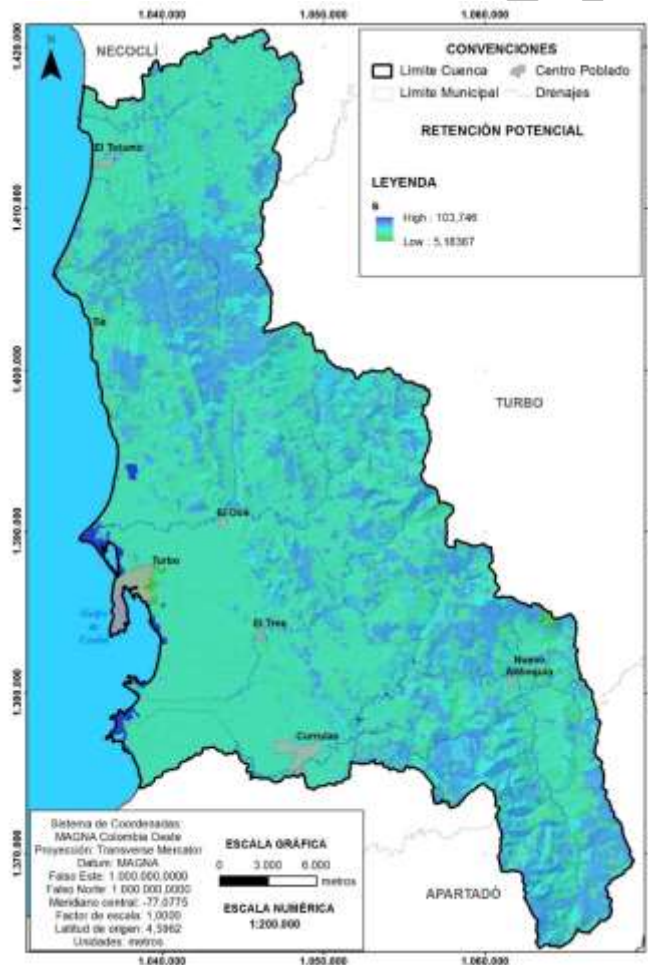 1.040.000
1.050.000
1.060.000
1.420.000
1.410.000
1.400.000
1.390.000
1.380.000
1.370.000
N
NECOCLÍ
CONVENCIONES
Limite Cuenca
Centro Poblado
Limite Municipal
Drenajes
RETENCIÓN POTENCIAL
LEYENDA
High : 103,746
Low : 5,18367
El Totumo
Tie
TURBO
El Dos
Turbo
El Tres
Nuevo
Antioquia
Currulao
APARTADÓ
Sistema de Coordenadas:
MAGNA Colombia Oeste
Proyección: Transverse Mercator
Datum: MAGNA
Falso Este: 1.000.000,0000
Falso Norte: 1.000.000,0000
Meridiano central: -77,0775
Factor de escala: 1,0000
Latitud de origen: 4,5962
Unidades: metros
ESCALA GRÁFICA
0 3.000 6.000
metros
ESCALA NUMÉRICA
1:200.000
1.040.000
1.050.000
1.060.000